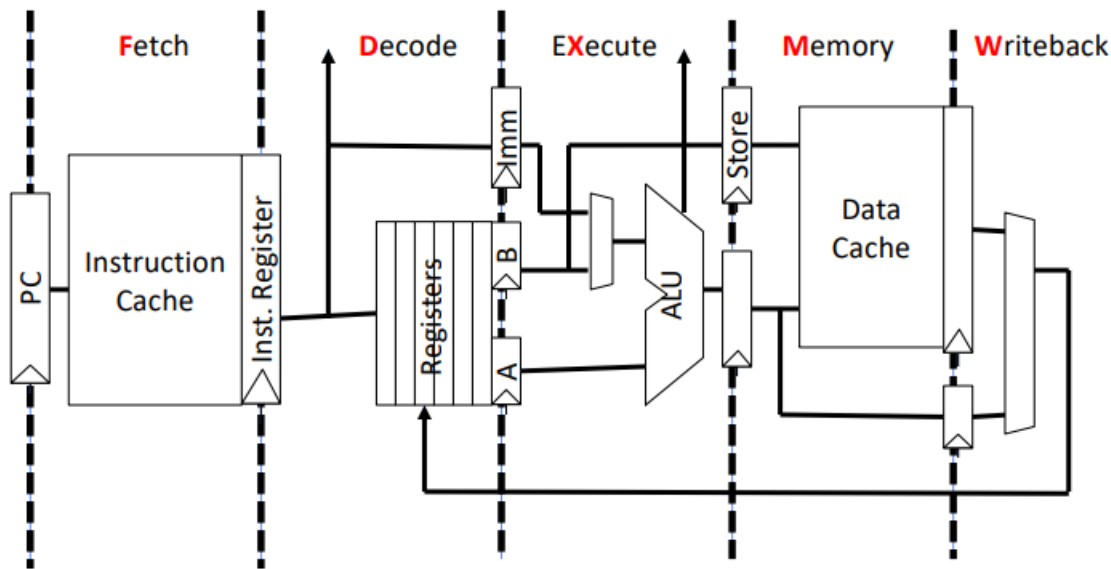 Fetch
Decode
EXecute
Memory
Writeback
PC
Instruction
Cache
Inst. Register
Registers
Imm
B
A
ALU
Store
Data
Cache